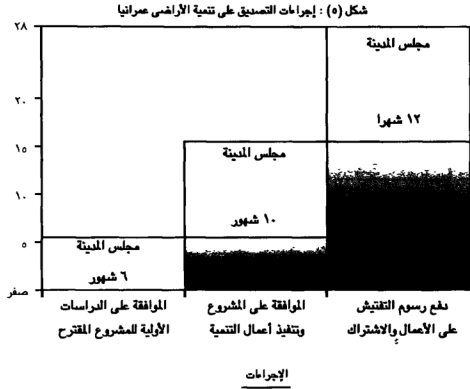 شكل (٥) : إجراءات التصديق على تنمية الأراضى عمرانيا
٢٨
٢٠
١٥
١٠
٥
صفر
مجلس المدينة
١٢ شهرا
مجلس المدينة
١٠ شهور
مجلس المدينة
٦ شهور
دفع رسوم التفتيش
على الأعمال والاشتراك
الموافقة على المشروع
وتنفيذ أعمال التنمية
الموافقة على الدراسات
الأولية للمشروع المقترح
الإجراءات